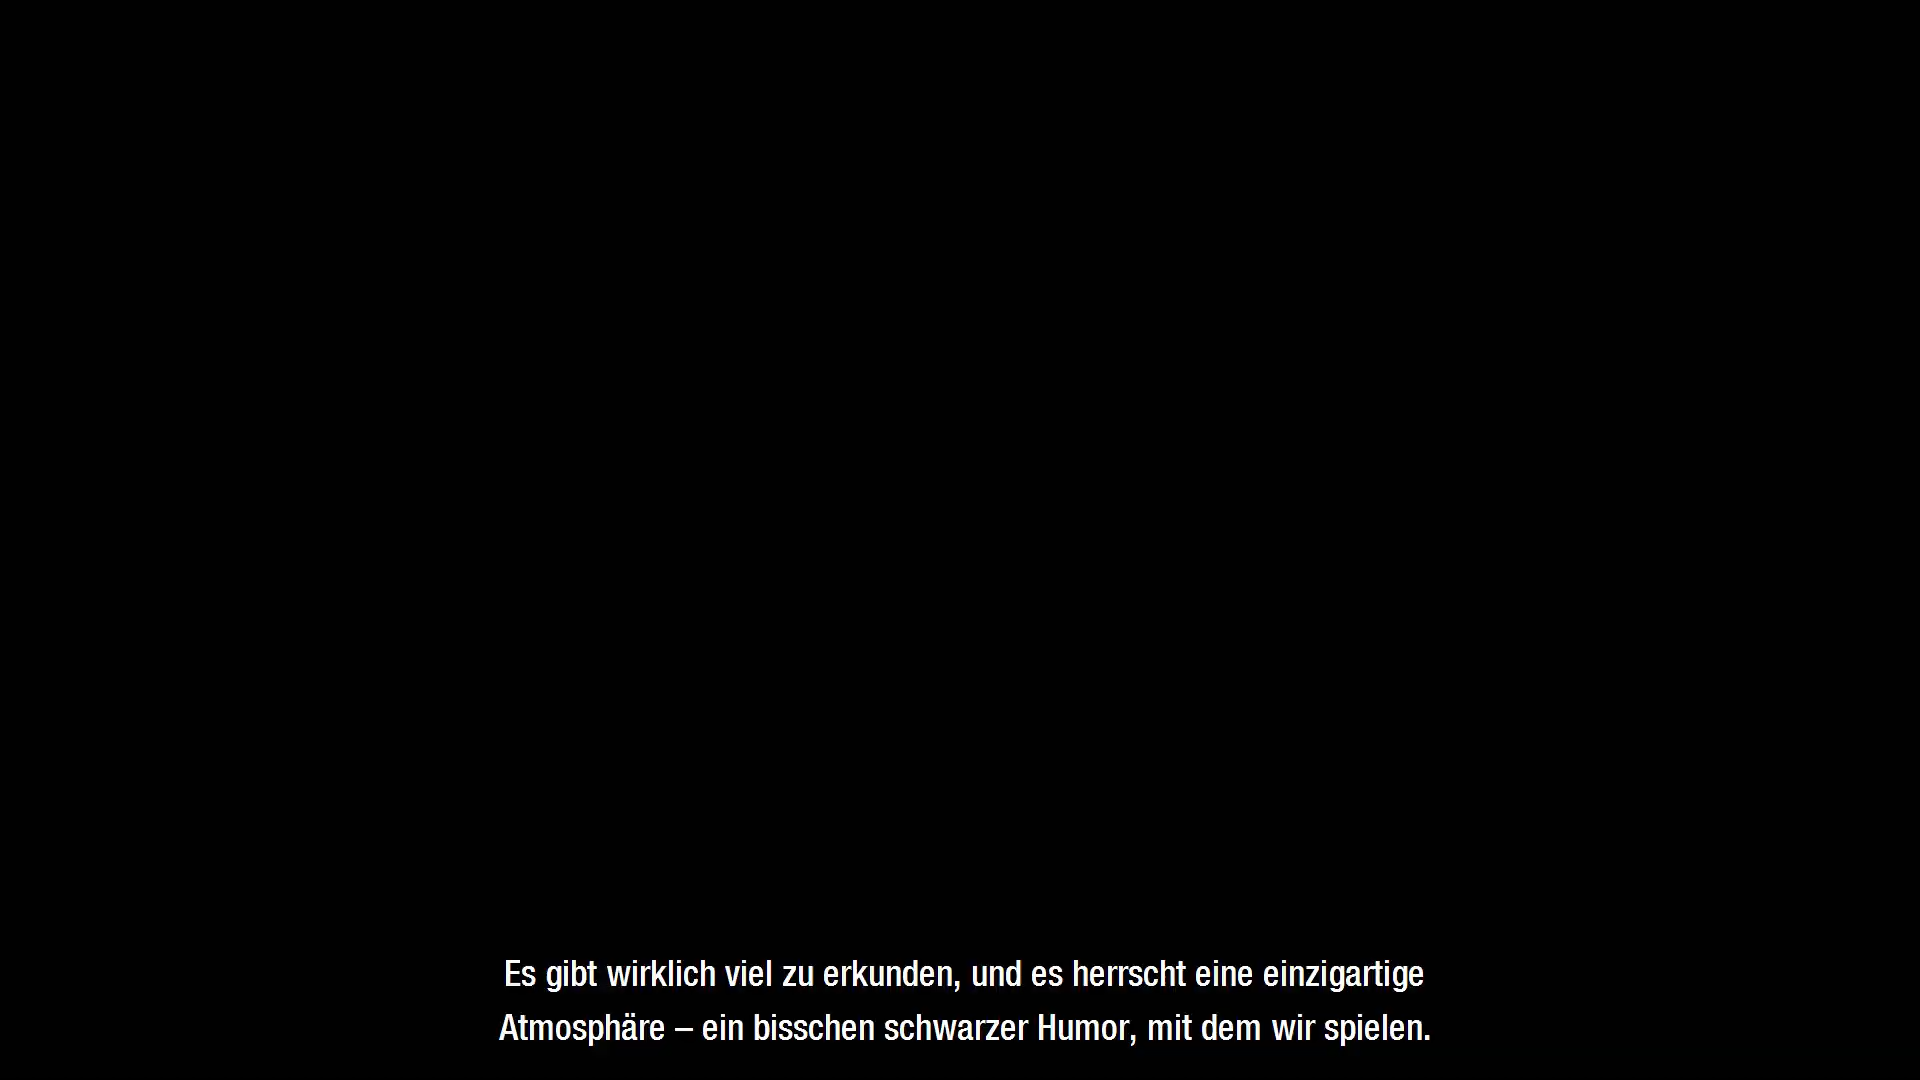 Es gibt wirklich viel zu erkunden, und es herrscht eine einzigartige
Atmosphäre – ein bisschen schwarzer Humor, mit dem wir spielen.